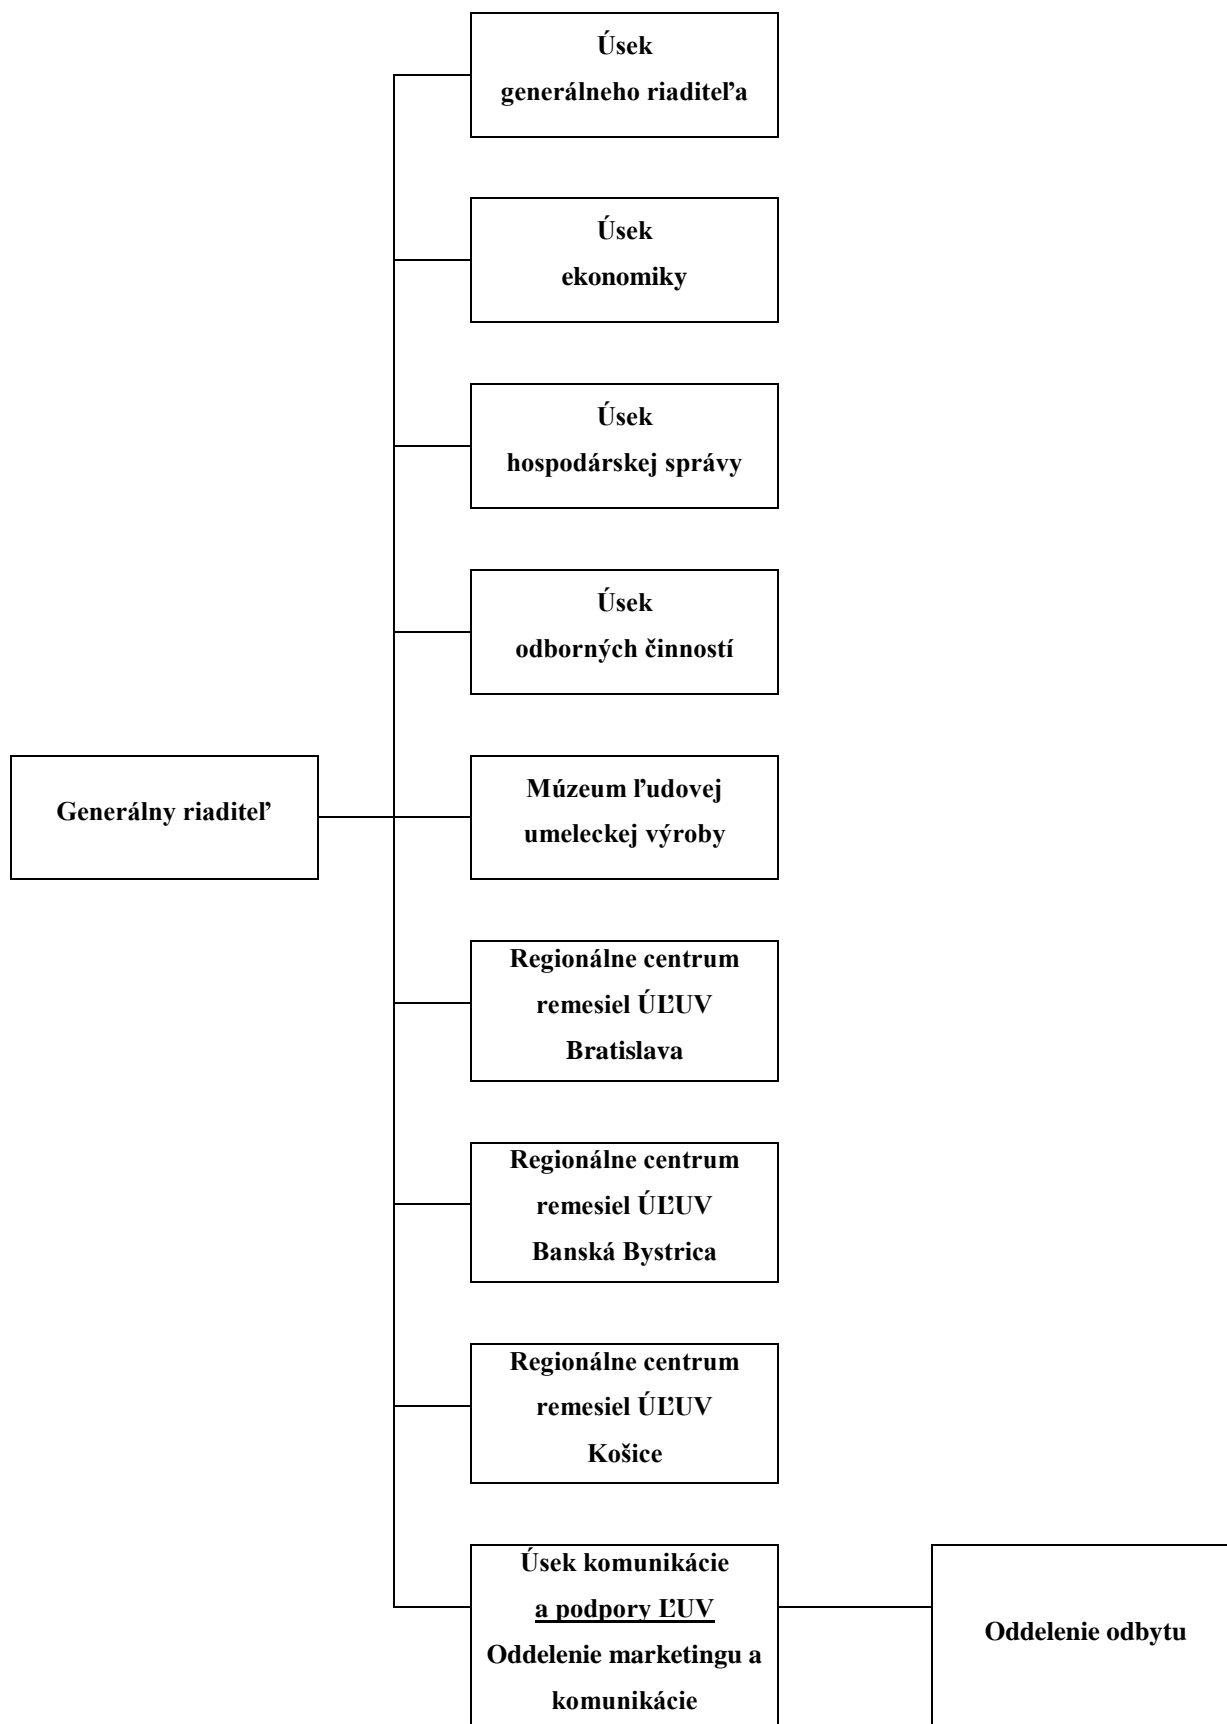 Úsek
generálneho riaditeľa
Úsek
ekonomiky
Úsek
hospodárskej správy
Úsek
odborných činností
Generálny riaditeľ
Múzeum ľudovej
umeleckej výroby
Regionálne centrum
remesiel ÚĽUV
Bratislava
Regionálne centrum
remesiel ÚĽUV
Banská Bystrica
Regionálne centrum
remesiel ÚĽUV
Košice
Úsek komunikácie
a podpory ĽUV
Oddelenie marketingu a
komunikácie
Oddelenie odbytu